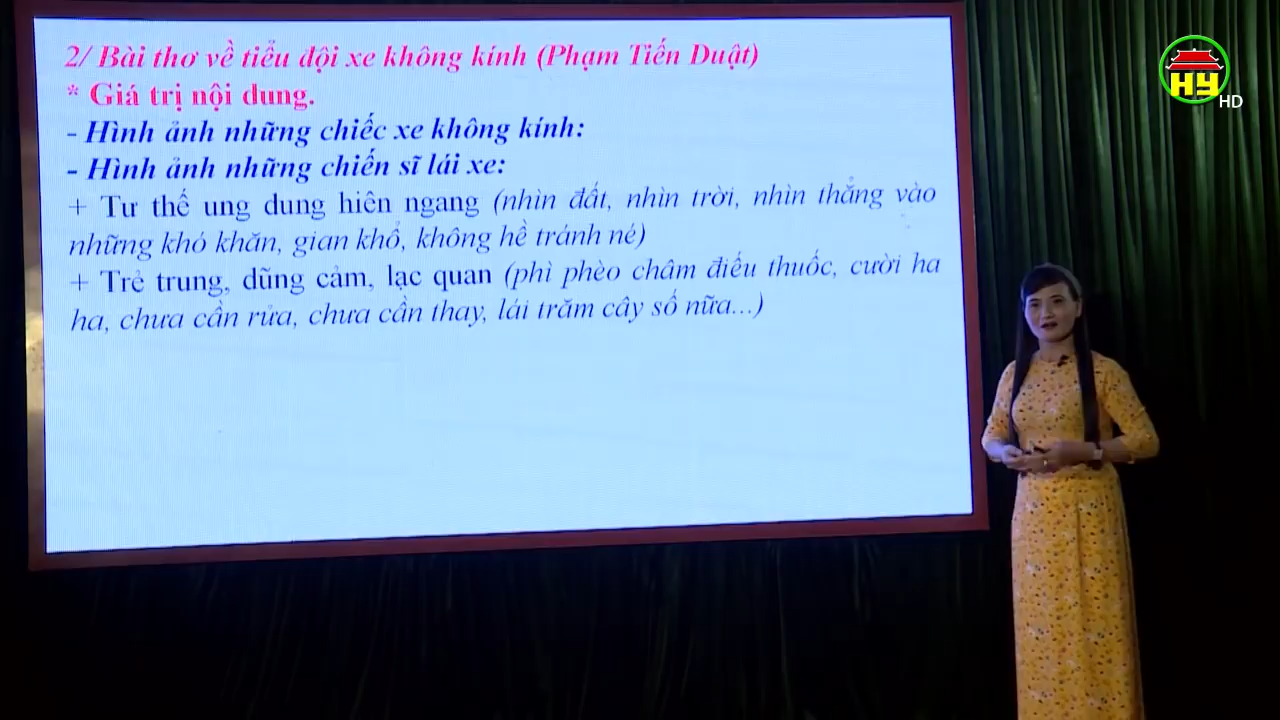 2/ Bài thơ về tiểu đội xe không kính (Phạm Tiến Duật)
* Giá trị nội dung.
- Hình ảnh những chiếc xe không kính:
- Hình ảnh những chiến sĩ lái xe:
+ Tư thế ung dung hiên ngang (nhìn đất, nhìn trời, nhìn thẳng vào
những khó khăn, gian khổ, không hề tránh né)
+ Trẻ trung, dũng cảm, lạc quan (phì phèo châm điếu thuốc, cười ha
ha, chưa cần rửa, chưa cần thay, lái trăm cây số nữa...)
HY
HD